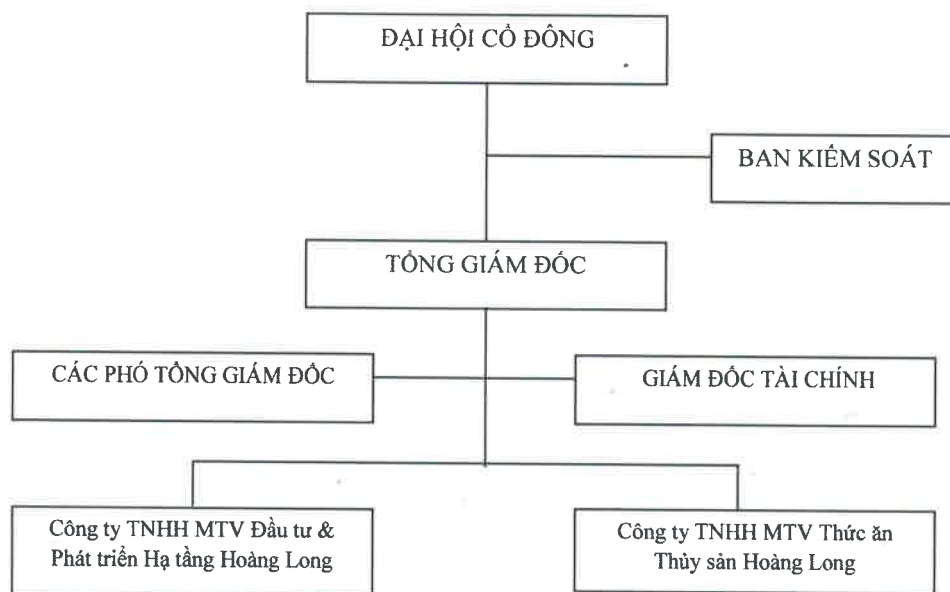 ĐẠI HỘI CỔ ĐÔNG
BAN KIỂM SOÁT
TỔNG GIÁM ĐỐC
CÁC PHÓ TỔNG GIÁM ĐỐC
GIÁM ĐỐC TÀI CHÍNH
Công ty TNHH MTV Đầu tư &
Phát triển Hạ tầng Hoàng Long
Công ty TNHH MTV Thức ăn
Thủy sản Hoàng Long